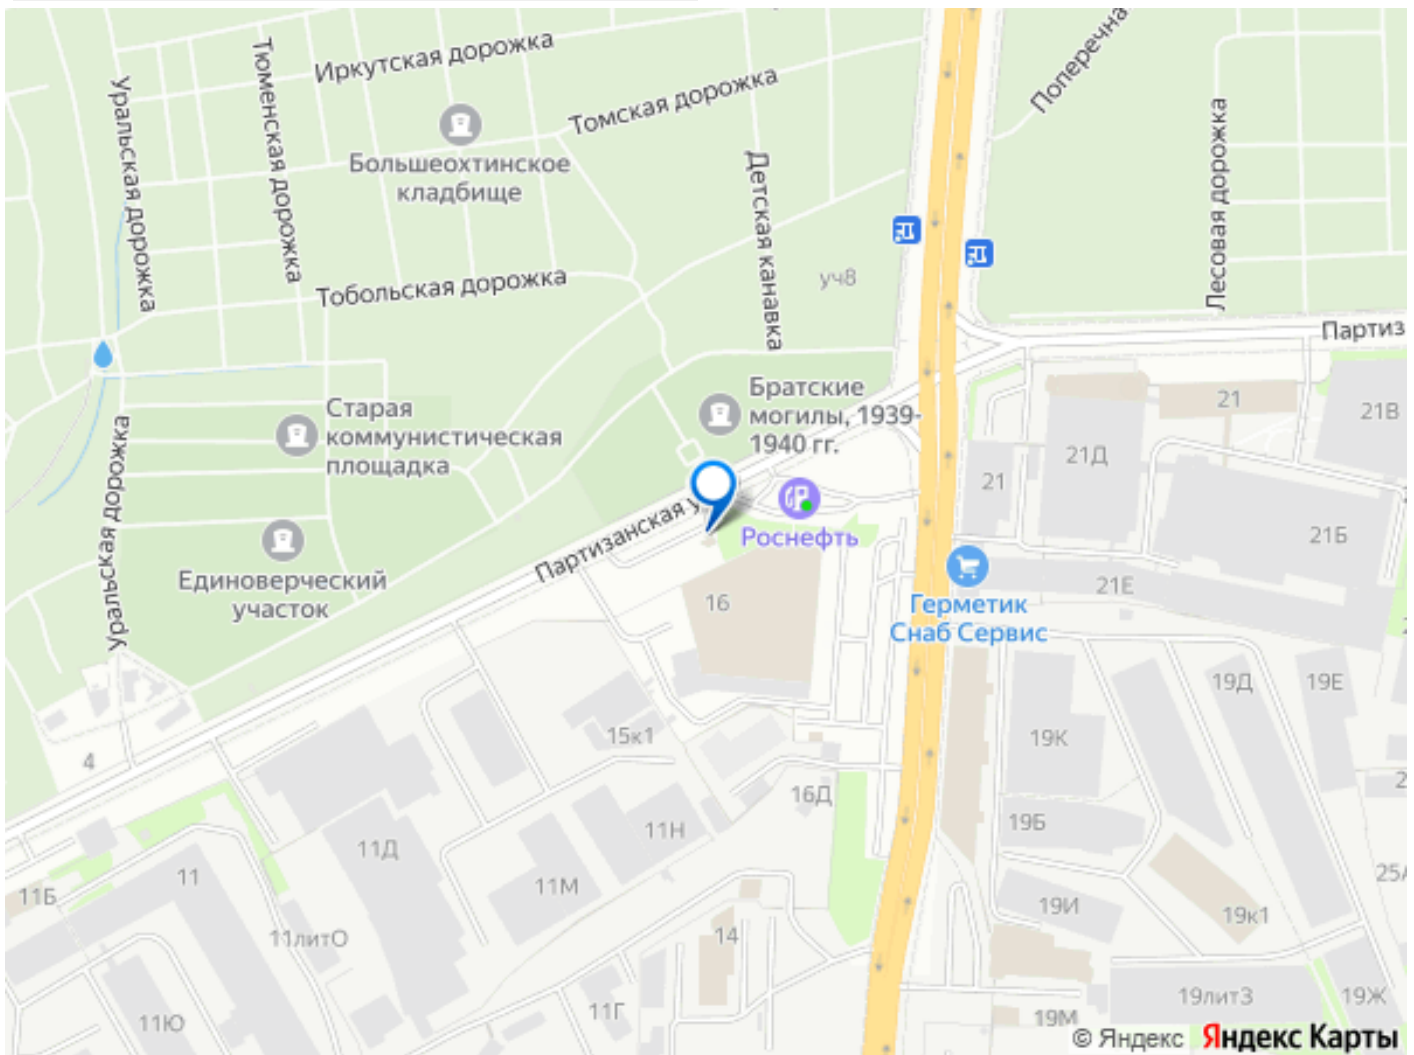 Иркутская дорожка
Тюменская дорожка
Уральская дорожка
Томская дорожка
Поперечна
Лесовая дорожка
Большеохтинское
кладбище
Детская канавка
уч8
Тобольская дорожка
Партиз
Братские
могилы, 1939-
1940 гг.
Старая
коммунистическая
площадка
21
21В
21Д
21
21Б
Уральская дорожка
Партизанская у
Роснефть
Единоверческий
участок
16
21Е
Герметик
Снаб Сервис
19Д
19Е
15к1
19К
4
16Д
19Б
11Н
11Д
11М
11
11Б
25А
19И
19к1
14
11литО
19лит3
19Ж
11Г
11Ю
19М
© Яндекс Яндекс Карты